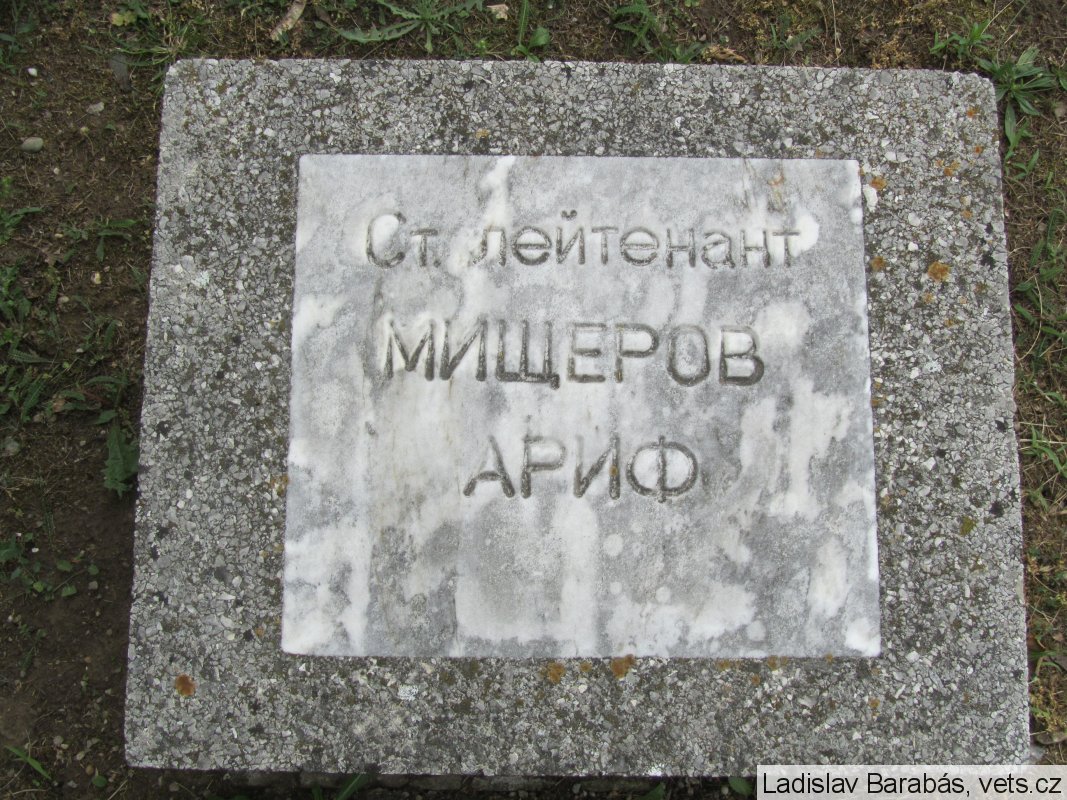 Ст. лейтенант
МИЩЕРОВ
АРИФ
Ladislav Barabás, vets.cz